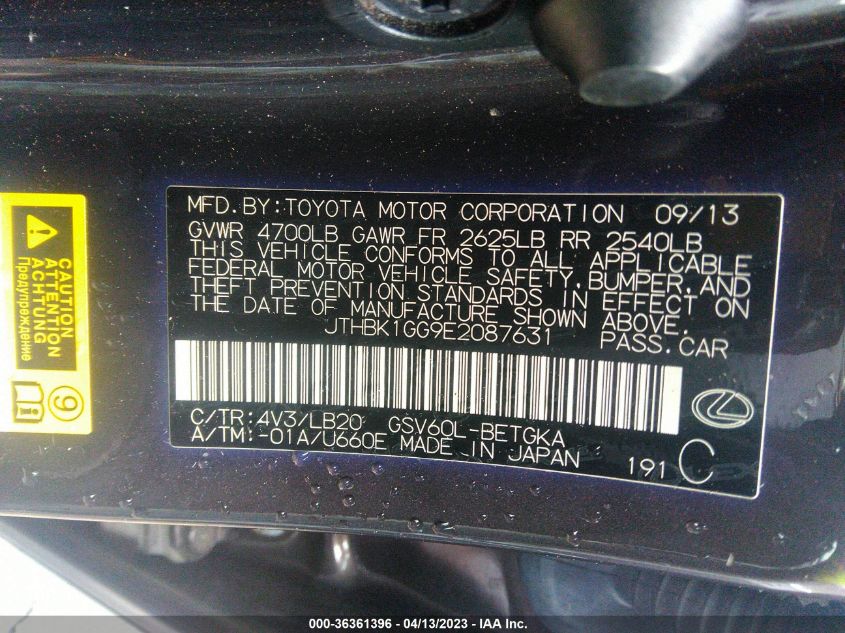 MFD.BY:TOYOTA MOTOR CORPORATION 09/13
GVWR 4700LB GAWR FR 2625LB RR 2540LB
THIS VEHICLE CONFORMS TO ALL APPLICABLE
FEDERAL MOTOR VEHICLE SAFETY,BUMPER,AND
THEFT PREVENTION STANDARDS IN EFFECT ON
THE DATE OF MANUFACTURE SHOWN ABOVE.
JTHBK1GG9E2087631 PASS.CAR
C/TR:4V3/LB20 GSV60L-BETGKA
A/TM:-01A/U660E MADE IN JAPAN
191 C
CAUTION
ATTENTION
ACHTUNG
Предупреждение
9
000-36361396 - 04/13/2023 - IAA Inc.